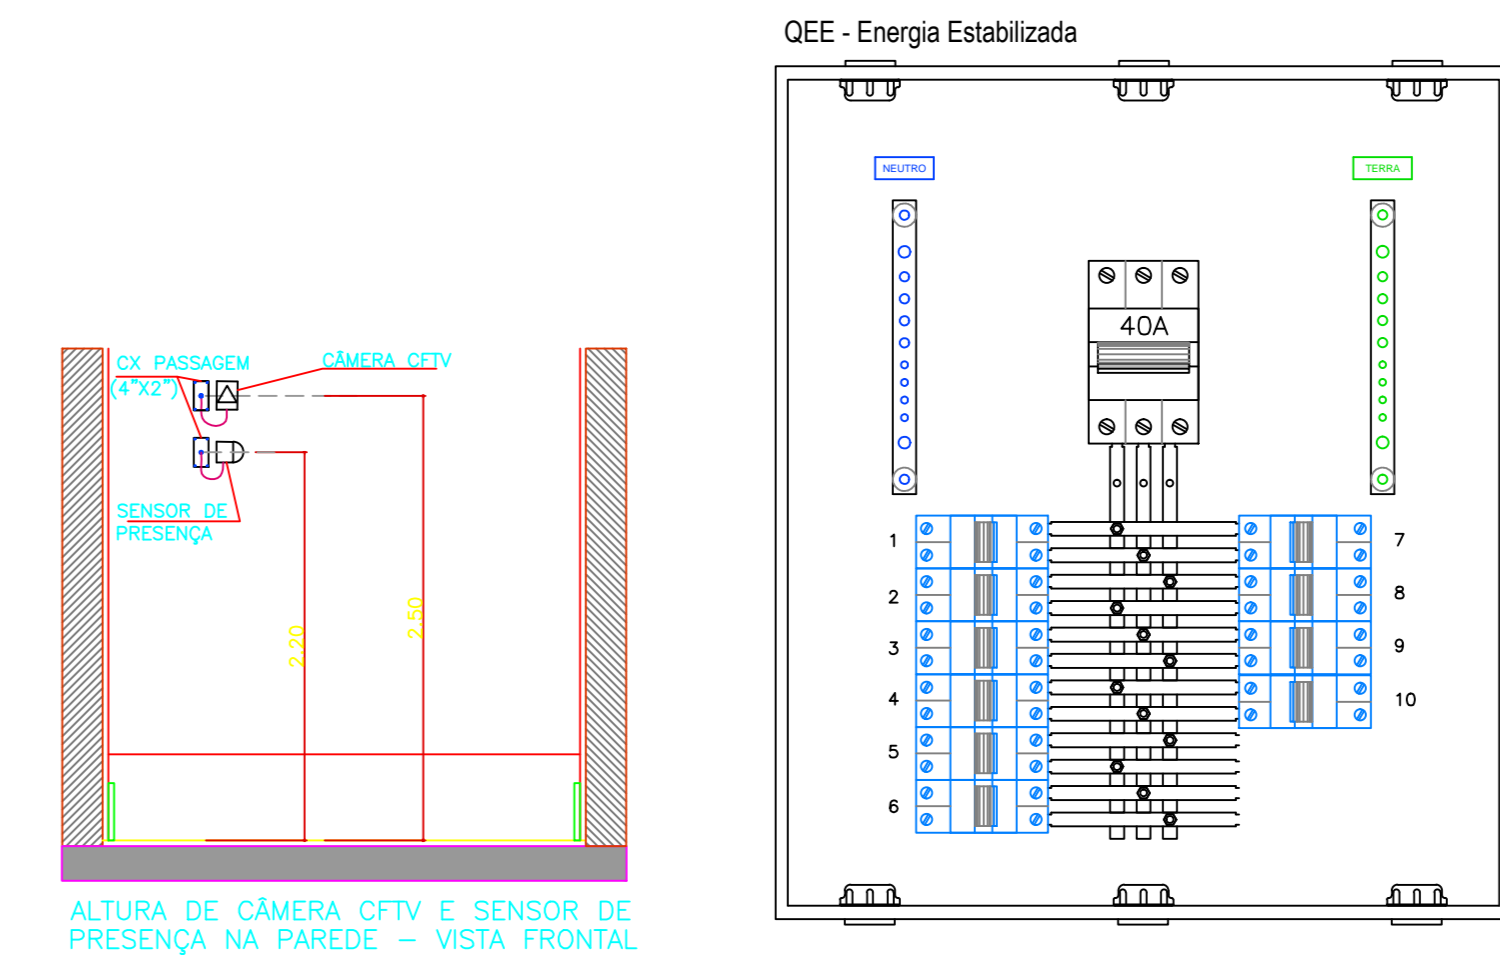 QEE - Energia Estabilizada
NEUTRO
TERRA
40A
1
2
3
4
5
6
7
8
9
10
CX PASSAGEM
(4"X2")
CÂMERA CFTV
SENSOR DE
PRESENÇA
2.20
2.50
ALTURA DE CÂMERA CFTV E SENSOR DE
PRESENÇA NA PAREDE – VISTA FRONTAL